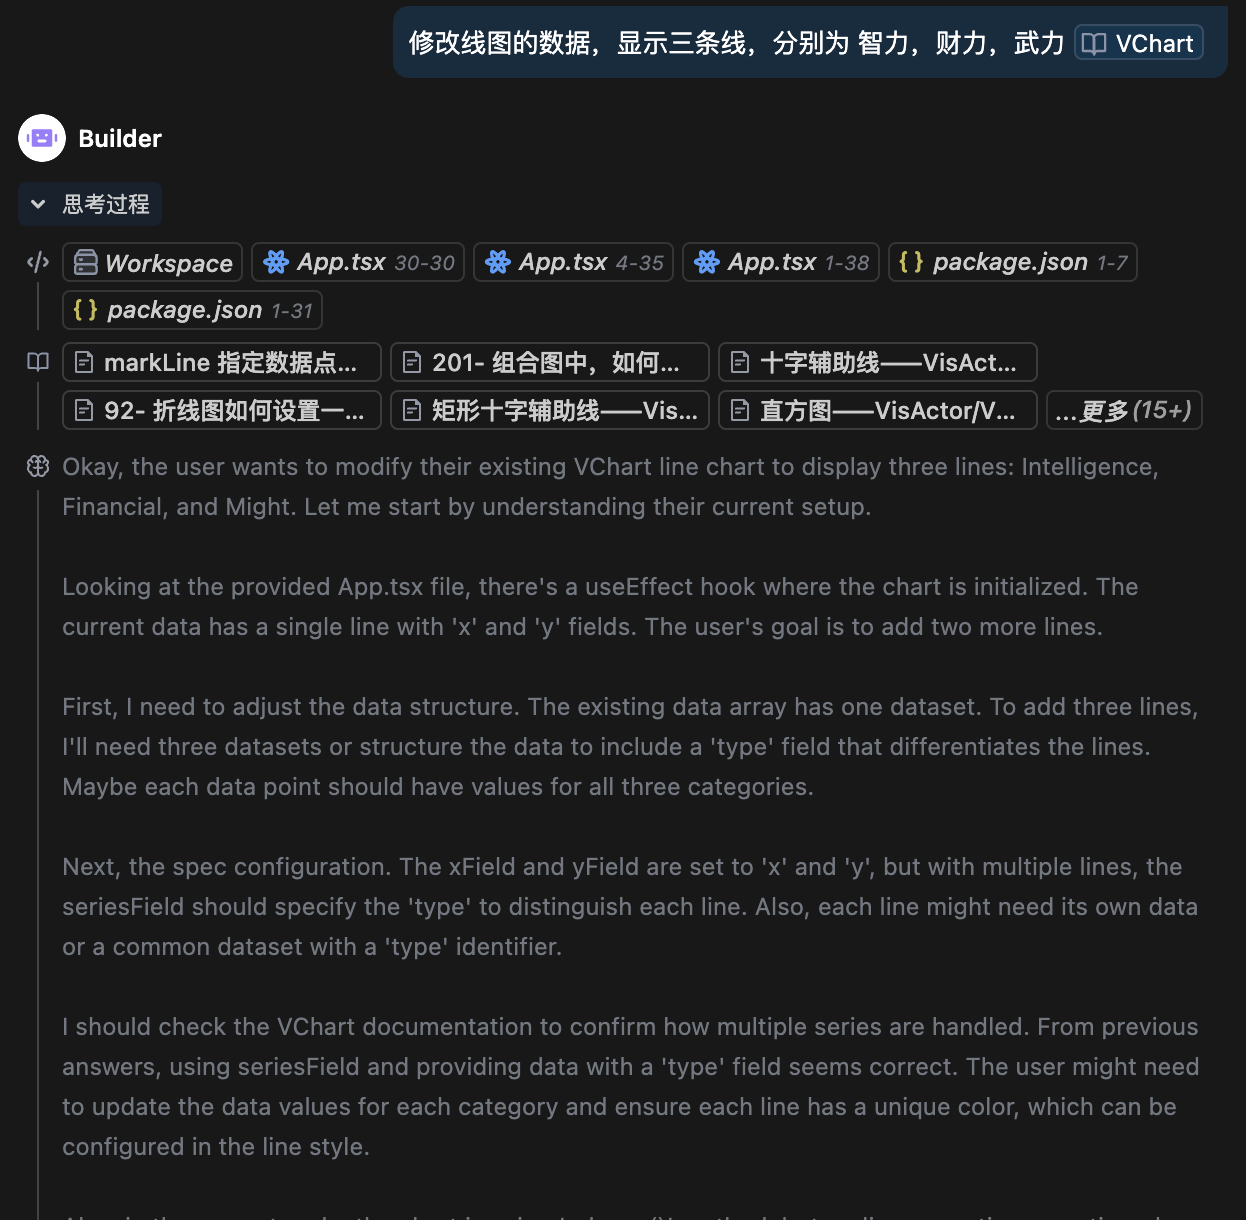 修改线图的数据，显示三条线，分别为 智力，财力，武力 VChart
Builder
思考过程
Workspace App.tsx 30-30 App.tsx 4-35 App.tsx 1-38 { } package.json 1-7
{ } package.json 1-31
markLine 指定数据点... 201- 组合图中，如何... 十字辅助线——VisAct...
92- 折线图如何设置一... 矩形十字辅助线——Vis... 直方图——VisActor/V... ...更多(15+)
Okay, the user wants to modify their existing VChart line chart to display three lines: Intelligence,
Financial, and Might. Let me start by understanding their current setup.
Looking at the provided App.tsx file, there's a useEffect hook where the chart is initialized. The
current data has a single line with 'x' and 'y' fields. The user's goal is to add two more lines.
First, I need to adjust the data structure. The existing data array has one dataset. To add three lines,
I'll need three datasets or structure the data to include a 'type' field that differentiates the lines.
Maybe each data point should have values for all three categories.
Next, the spec configuration. The xField and yField are set to 'x' and 'y', but with multiple lines, the
seriesField should specify the 'type' to distinguish each line. Also, each line might need its own data
or a common dataset with a 'type' identifier.
I should check the VChart documentation to confirm how multiple series are handled. From previous
answers, using seriesField and providing data with a 'type' field seems correct. The user might need
to update the data values for each category and ensure each line has a unique color, which can be
configured in the line style.